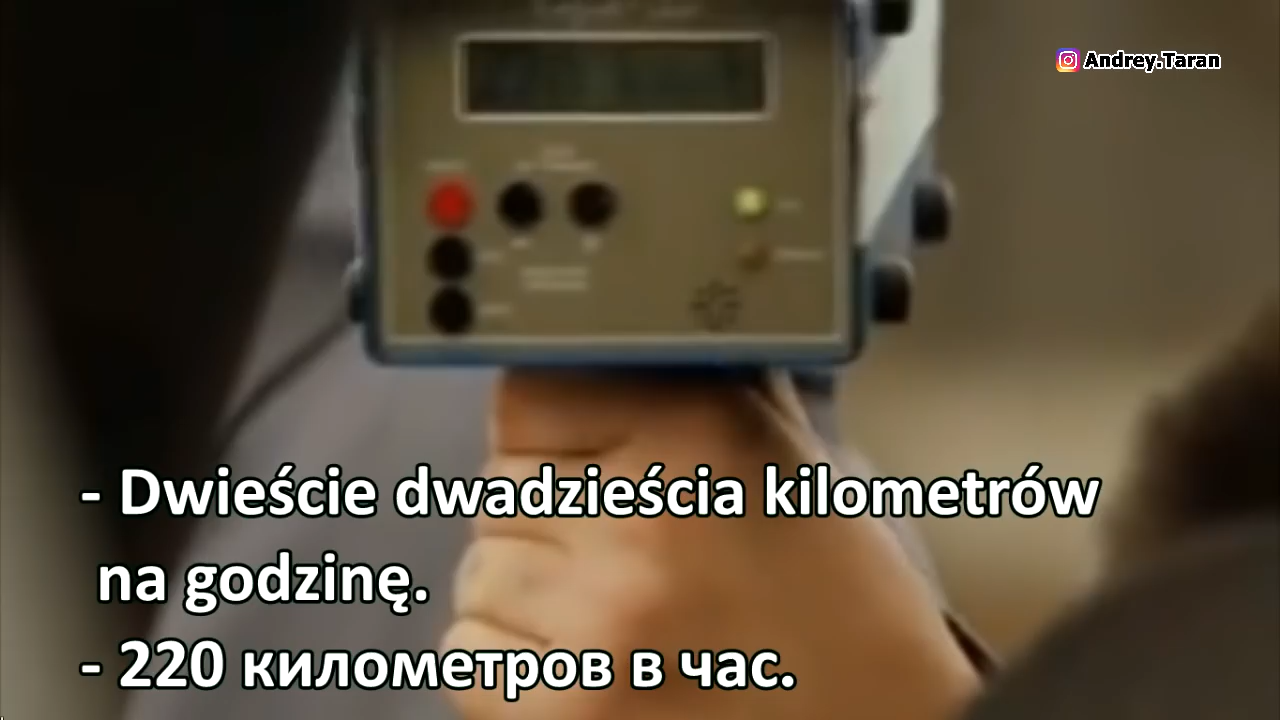 Andrey.Taran
- Dwieście dwadzieścia kilometrów
na godzinę.
- 220 километров в час.